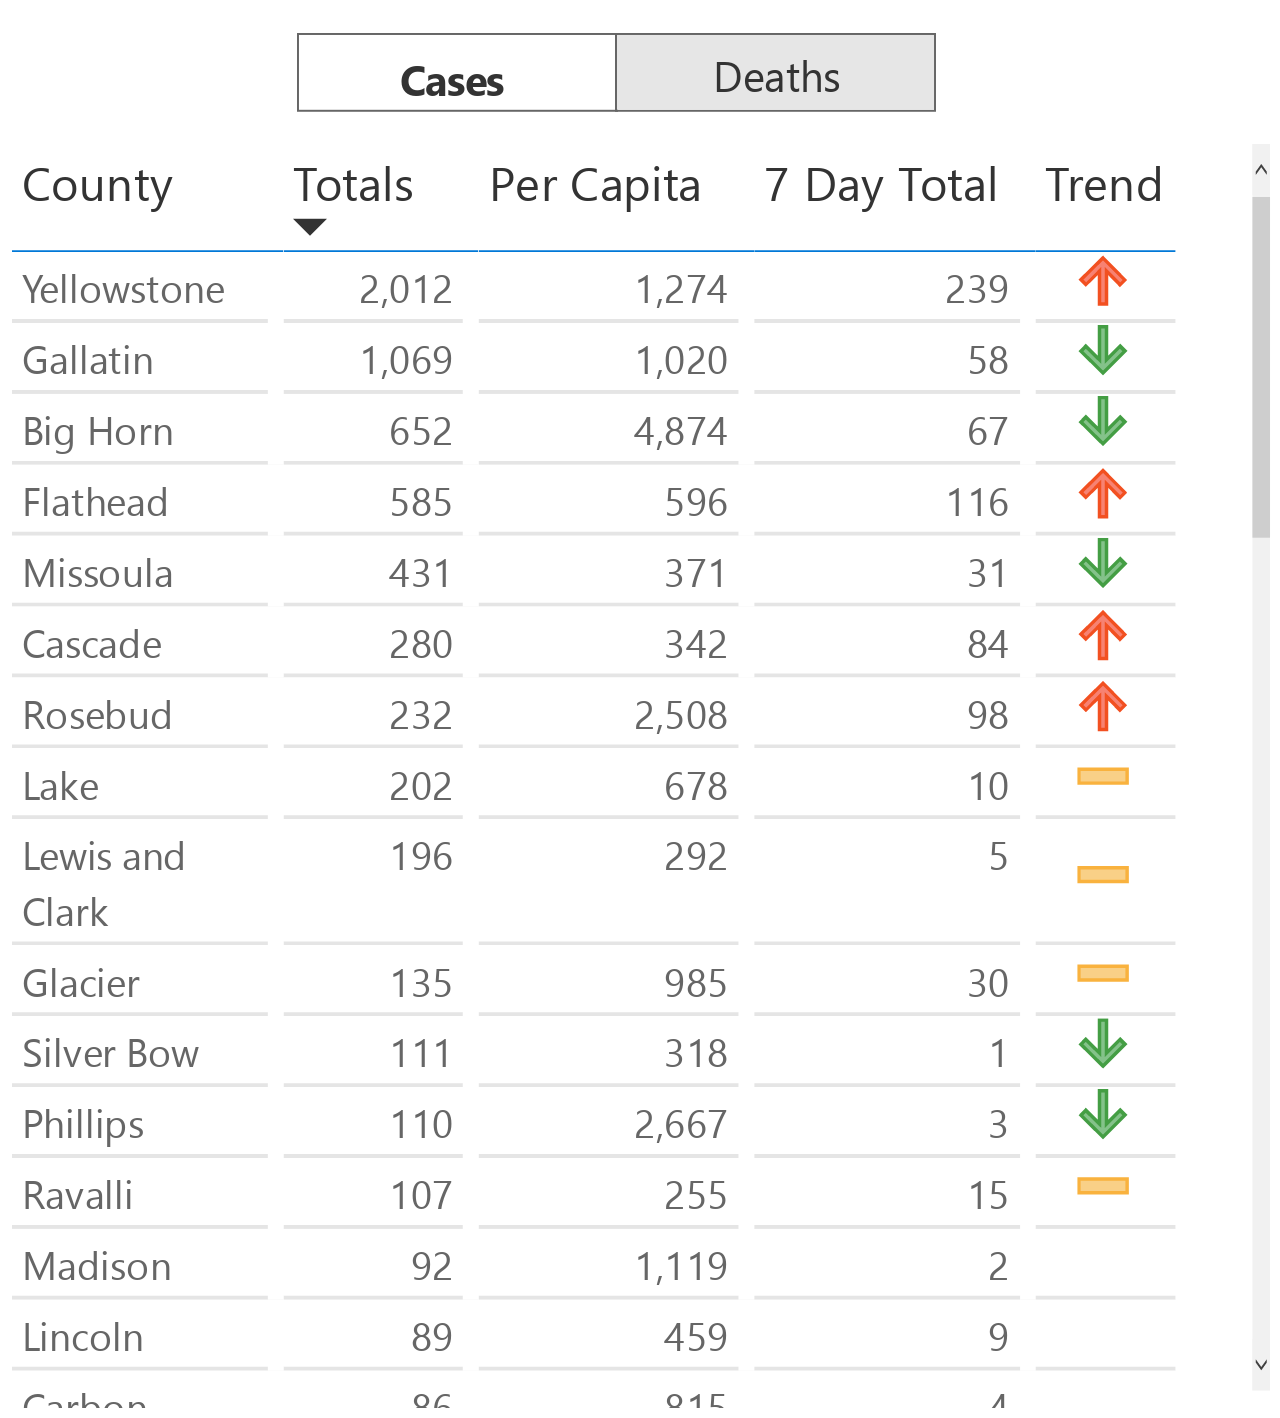 Cases Deaths
County Totals Per Capita 7 Day Total Trend
Yellowstone 2,012 1,274 239
Gallatin 1,069 1,020 58
Big Horn 652 4,874 67
Flathead 585 596 116
Missoula 431 371 31
Cascade 280 342 84
Rosebud 232 2,508 98
Lake 202 678 10
Lewis and 196 292 5
Clark
Glacier 135 985 30
Silver Bow 111 318 1
Phillips 110 2,667 3
Ravalli 107 255 15
Madison 92 1,119 2
Lincoln 89 459 9
Carbon 86 815 4